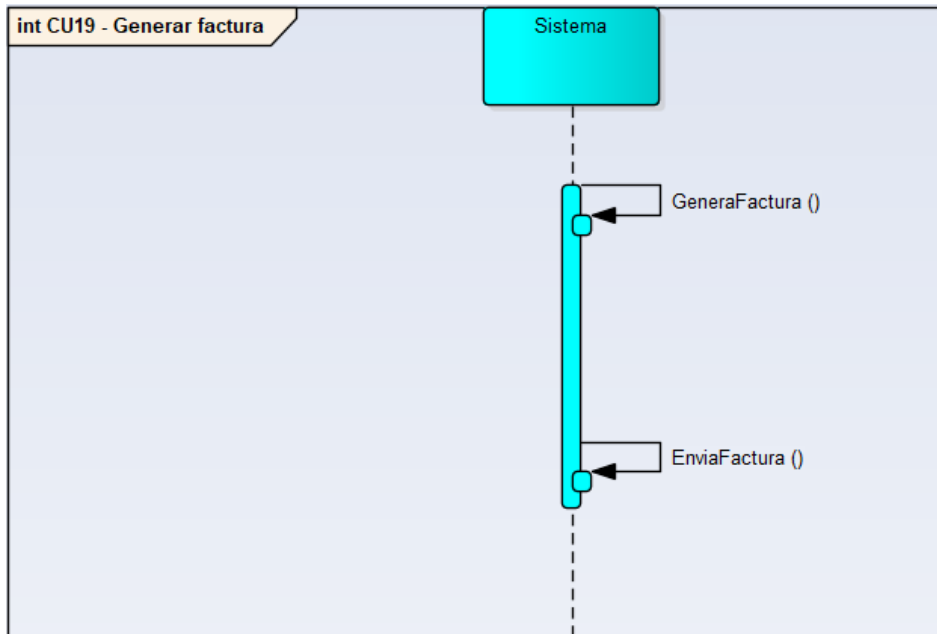 int CU19 - Generar factura
Sistema
GeneraFactura ()
EnviaFactura ()